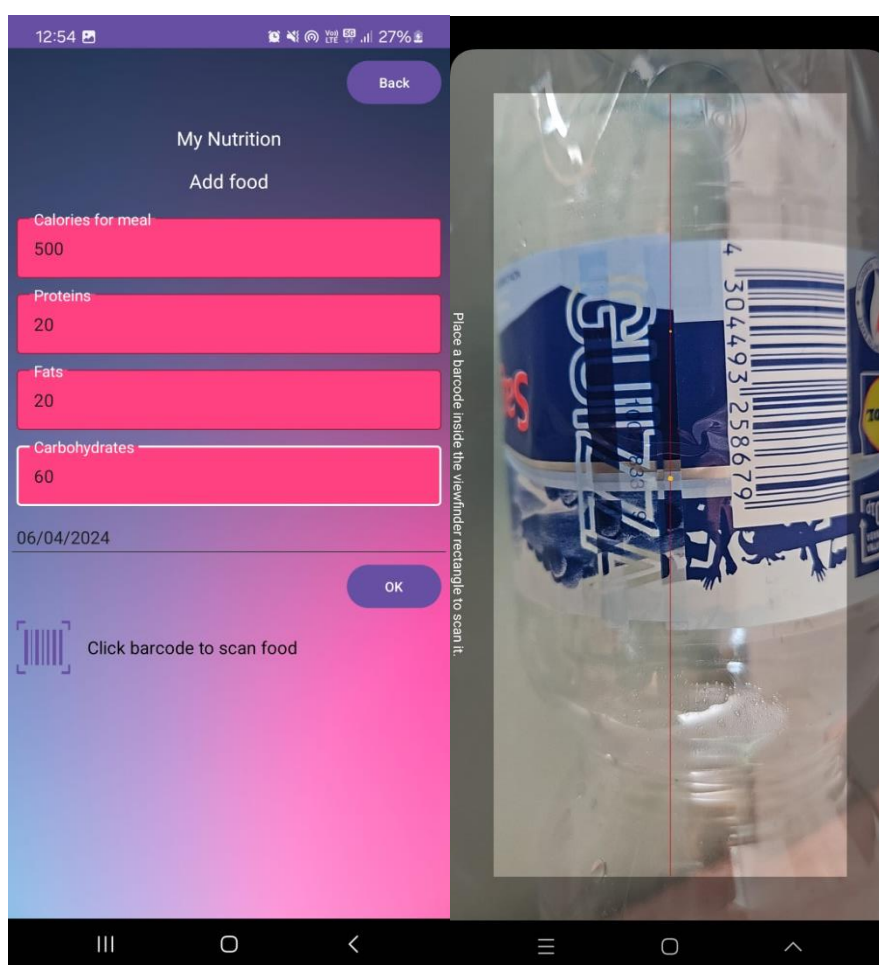 12:54
27%
Back
My Nutrition
Add food
Calories for meal
500
Proteins
20
Fats
20
Carbohydrates
60
06/04/2024
OK
Click barcode to scan food
Place a barcode inside the viewfinder rectangle to scan it.
4 304493 258679